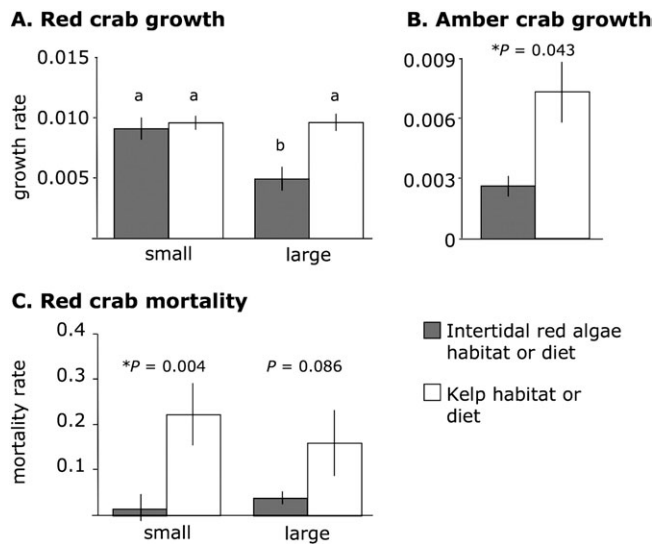 A. Red crab growth
0.015
0.010
0.005
growth rate
a
a
b
a
small
large
B. Amber crab growth
*P = 0.043
0.009
0.006
0.003
0
C. Red crab mortality
0.4
0.3
0.2
0.1
mortality rate
*P = 0.004
P = 0.086
small
large
Intertidal red algae
habitat or diet
Kelp habitat or
diet